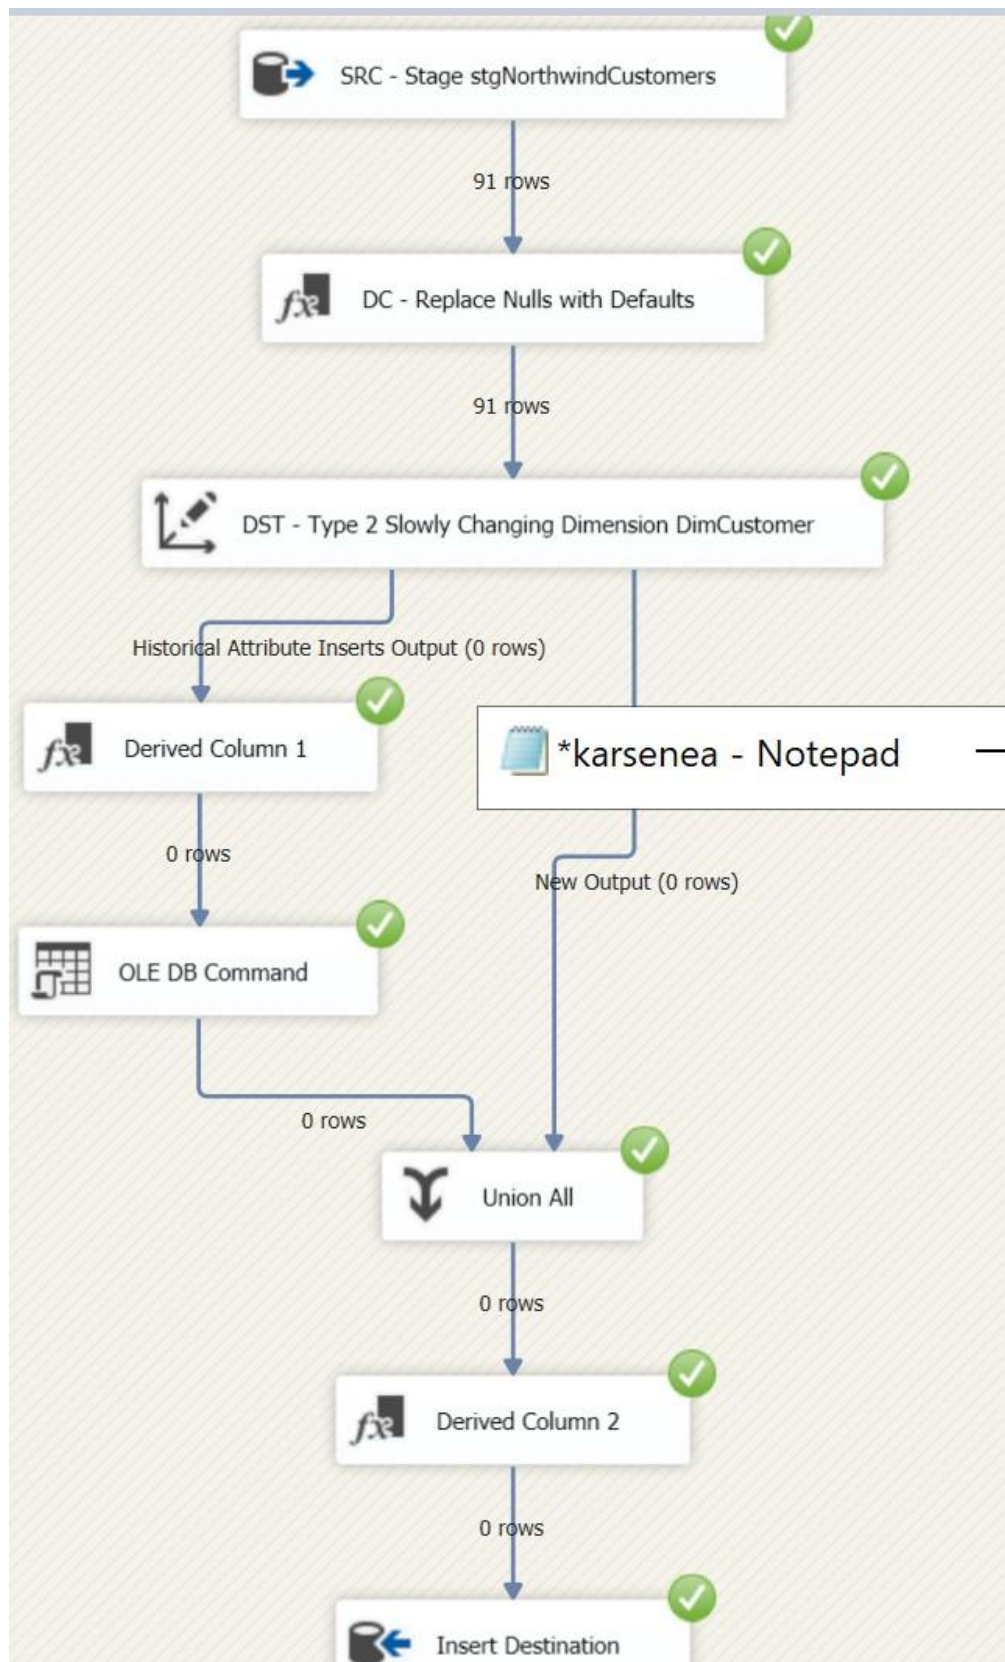 SRC - Stage stgNorthwindCustomers
91 rows
DC - Replace Nulls with Defaults
91 rows
DST - Type 2 Slowly Changing Dimension DimCustomer
Historical Attribute Inserts Output (0 rows)
Derived Column 1
*karsenea - Notepad
0 rows
New Output (0 rows)
OLE DB Command
0 rows
Union All
0 rows
Derived Column 2
0 rows
Insert Destination